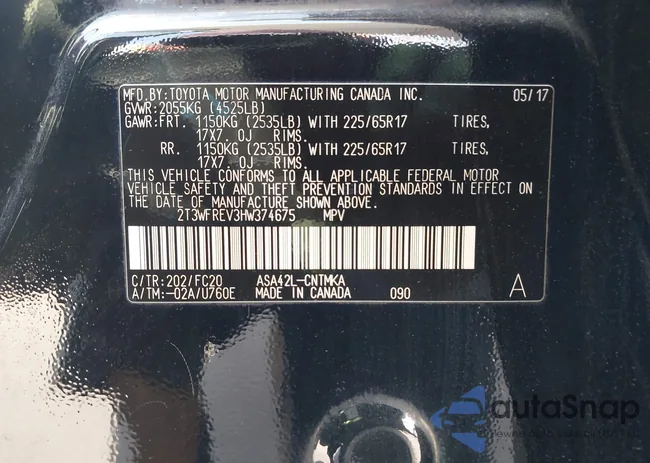 MFD.BY:TOYOTA MOTOR MANUFACTURING CANADA INC. 05/17
GVWR:2055KG (4525LB)
GAWR:FRT. 1150KG (2535LB) WITH 225/65R17 TIRES,
17X7.0J RIMS.
RR. 1150KG (2535LB) WITH 225/65R17 TIRES,
17X7.0J RIMS.
THIS VEHICLE CONFORMS TO ALL APPLICABLE FEDERAL MOTOR
VEHICLE SAFETY AND THEFT PREVENTION STANDARDS IN EFFECT ON
THE DATE OF MANUFACTURE SHOWN ABOVE.
2T3WFREV3HW374675 MPV
C/TR:202/FC20 ASA42L-CNTMKA
A/TM:-02A/U760E MADE IN CANADA 090 A
autaSnap